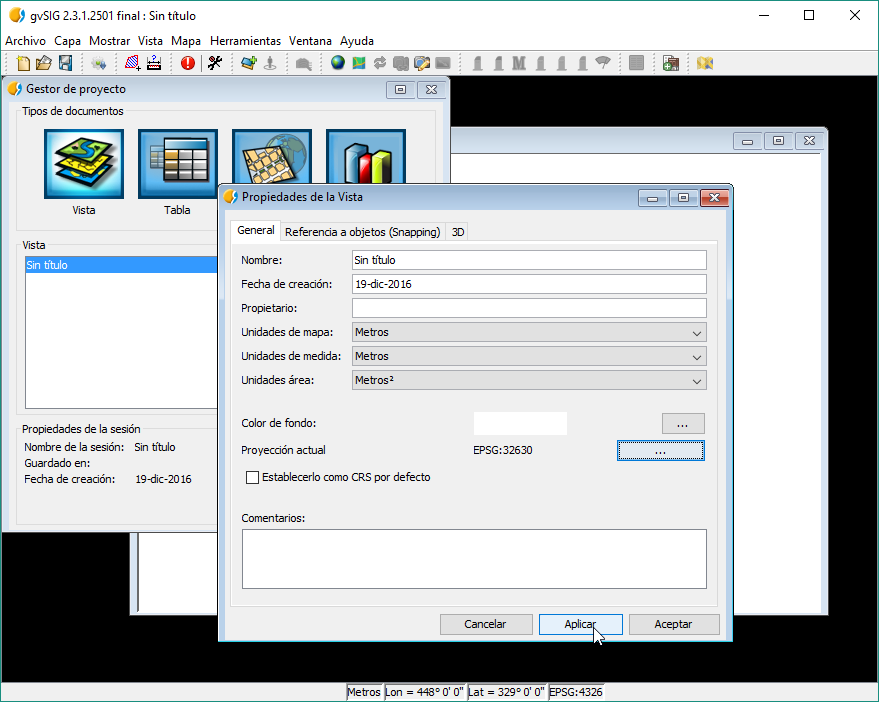 gvSIG 2.3.1.2501 final : Sin título
Archivo Capa Mostrar Vista Mapa Herramientas Ventana Ayuda
Gestor de proyecto
Tipos de documentos
Vista Tabla
Vista
Sin título
Propiedades de la sesión
Nombre de la sesión: Sin título
Guardado en:
Fecha de creación: 19-dic-2016
Propiedades de la Vista
General Referencia a objetos (Snapping) 3D
Nombre: Sin título
Fecha de creación: 19-dic-2016
Propietario:
Unidades de mapa: Metros
Unidades de medida: Metros
Unidades área: Metros²
Color de fondo: ...
Proyección actual EPSG:32630 ...
Establecerlo como CRS por defecto
Comentarios:
Cancelar Aplicar Aceptar
Metros Lon = 448° 0' 0" Lat = 329° 0' 0" EPSG:4326